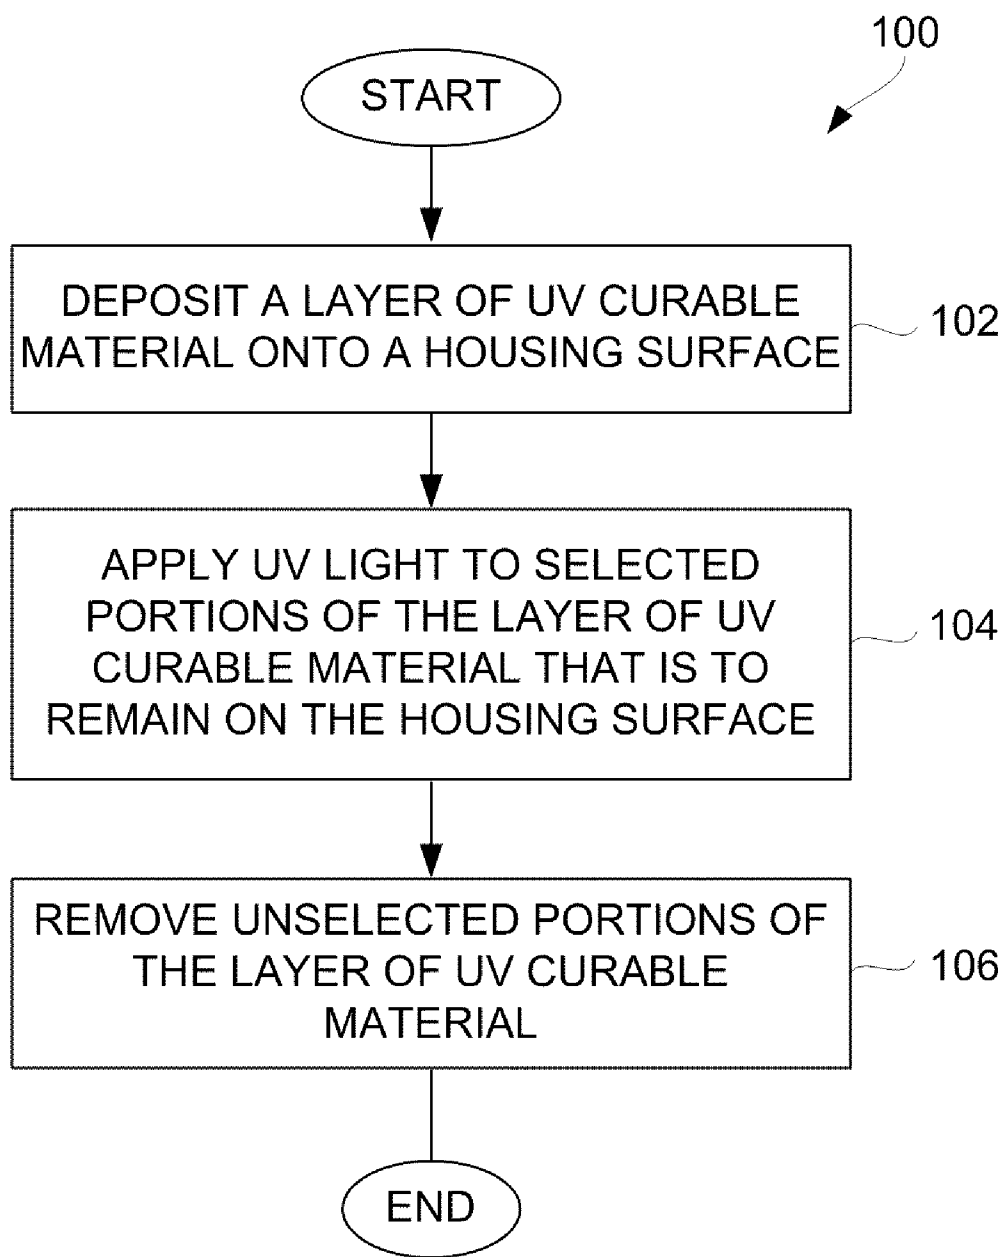 100
START
DEPOSIT A LAYER OF UV CURABLE
MATERIAL ONTO A HOUSING SURFACE
102
APPLY UV LIGHT TO SELECTED
PORTIONS OF THE LAYER OF UV
CURABLE MATERIAL THAT IS TO
REMAIN ON THE HOUSING SURFACE
104
REMOVE UNSELECTED PORTIONS OF
THE LAYER OF UV CURABLE
MATERIAL
106
END